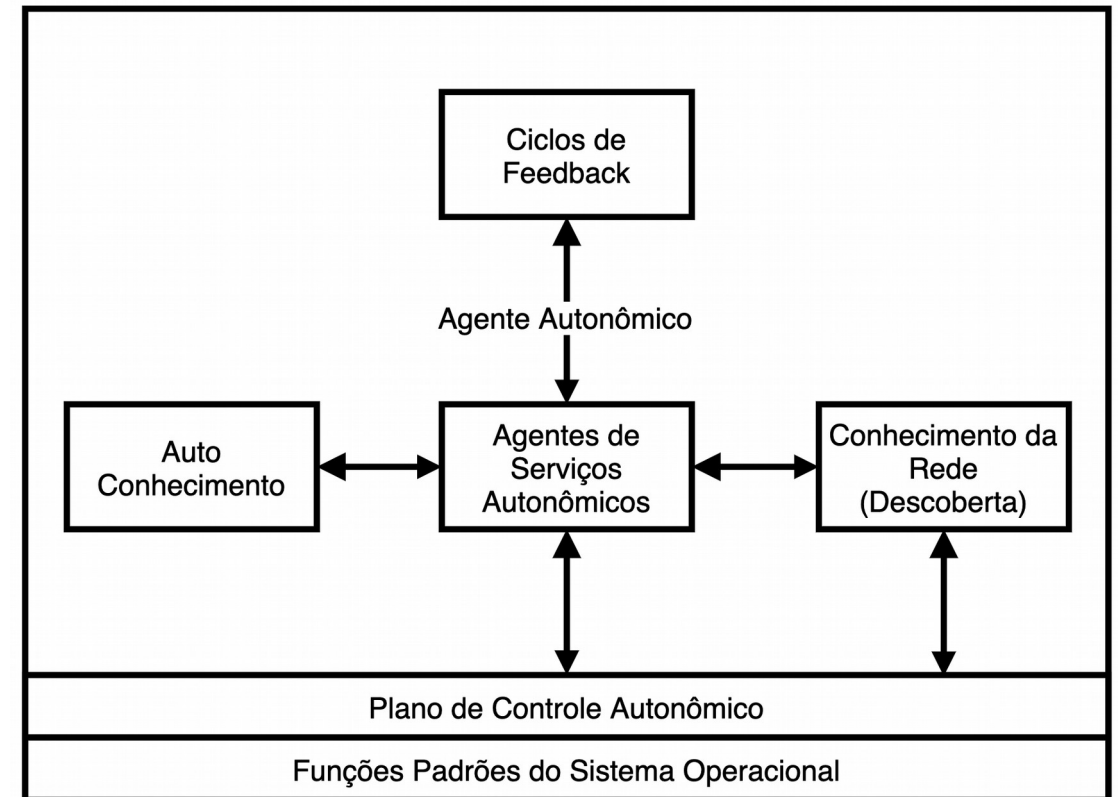 Ciclos de
Feedback
Agente Autonômico
Auto
Conhecimento
Agentes de
Serviços
Autonômicos
Conhecimento da
Rede
(Descoberta)
Plano de Controle Autonômico
Funções Padrões do Sistema Operacional